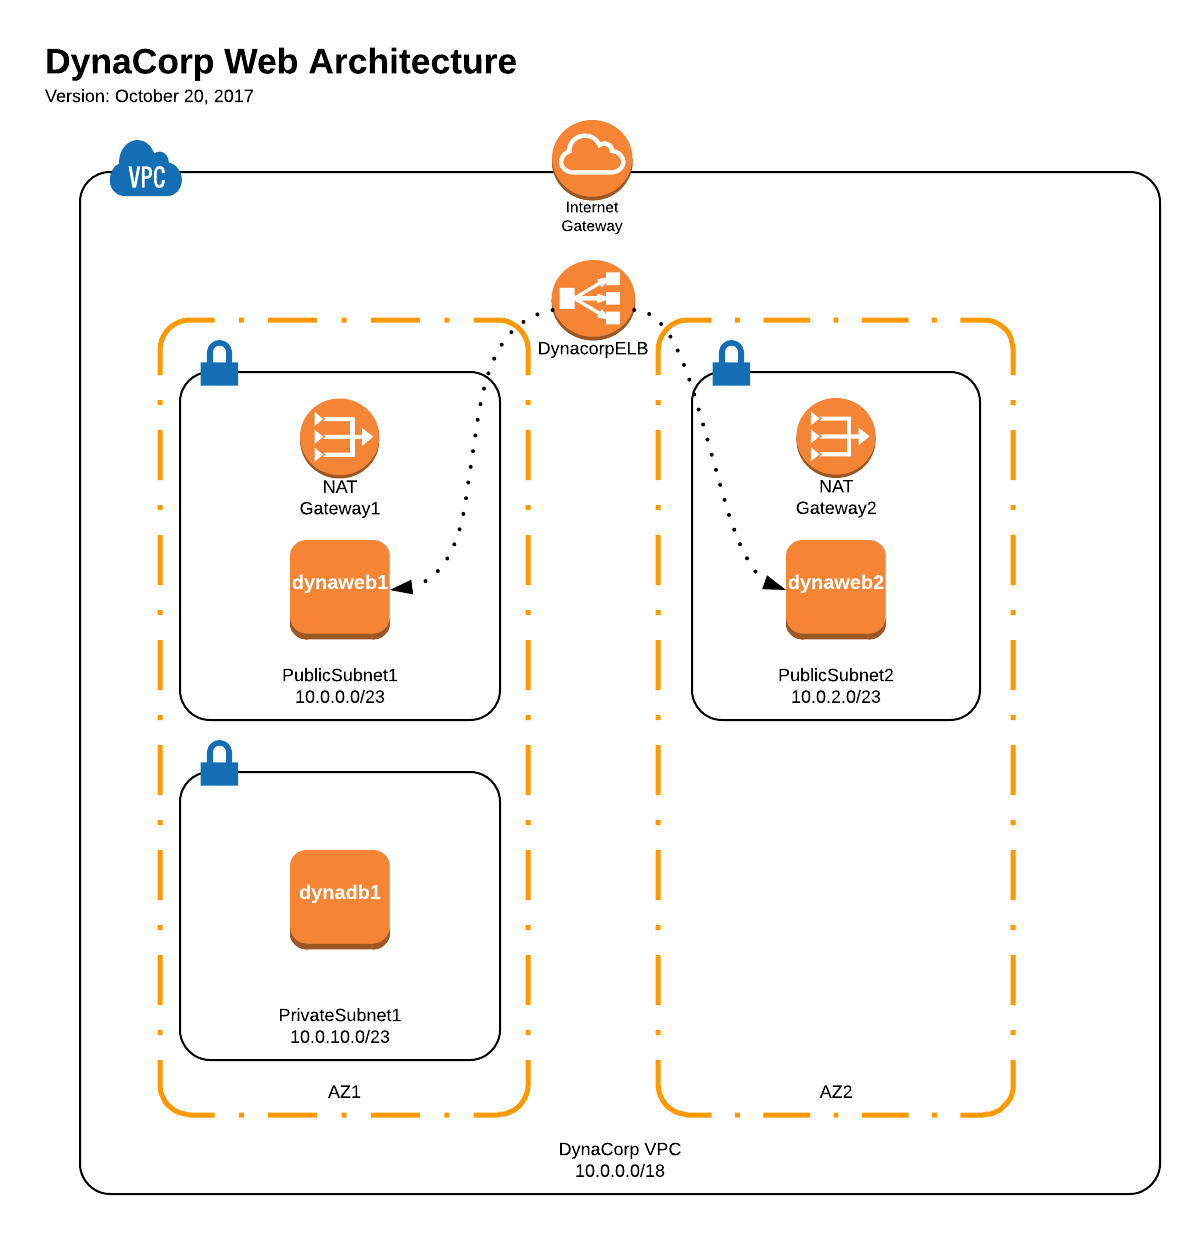 DynaCorp Web Architecture
Version: October 20, 2017
VPC
Internet
Gateway
DynacorpELB
NAT
Gateway1
dynaweb1
PublicSubnet1
10.0.0.0/23
NAT
Gateway2
dynaweb2
PublicSubnet2
10.0.2.0/23
dynadb1
PrivateSubnet1
10.0.10.0/23
AZ1
AZ2
DynaCorp VPC
10.0.0.0/18